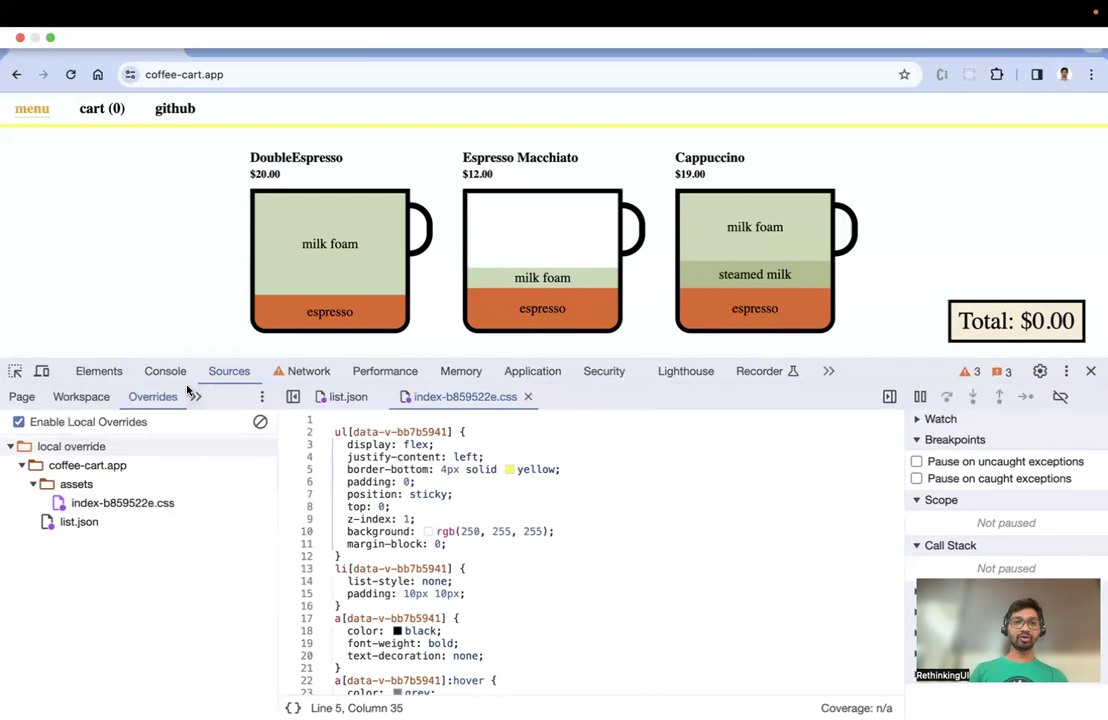 coffee-cart.app
menu cart (0) github
DoubleEspresso Espresso Macchiato Cappuccino
$20.00 $12.00 $19.00
milk foam
milk foam
espresso
milk foam
espresso
steamed milk
espresso
Total: $0.00
Elements Console Sources Network Performance Memory Application Security Lighthouse Recorder 3 3
Page Workspace Overrides list.json index-b859522e.css
Enable Local Overrides
local override
coffee-cart.app
assets
index-b859522e.css
list.json
1
2 ul[data-v-bb7b5941] {
3 display: flex;
4 justify-content: left;
5 border-bottom: 4px solid yellow;
6 padding: 0;
7 position: sticky;
8 top: 0;
9 z-index: 1;
10 background: rgb(250, 255, 255);
11 margin-block: 0;
12 }
13 li[data-v-bb7b5941] {
14 list-style: none;
15 padding: 10px 10px;
16 }
17 a[data-v-bb7b5941] {
18 color: black;
19 font-weight: bold;
20 text-decoration: none;
21 }
22 a[data-v-bb7b5941]:hover {
23 color: grey;
{} Line 5, Column 35 Coverage: n/a
Watch
Breakpoints
Pause on uncaught exceptions
Pause on caught exceptions
Scope
Not paused
Call Stack
Not paused
RethinkingUI